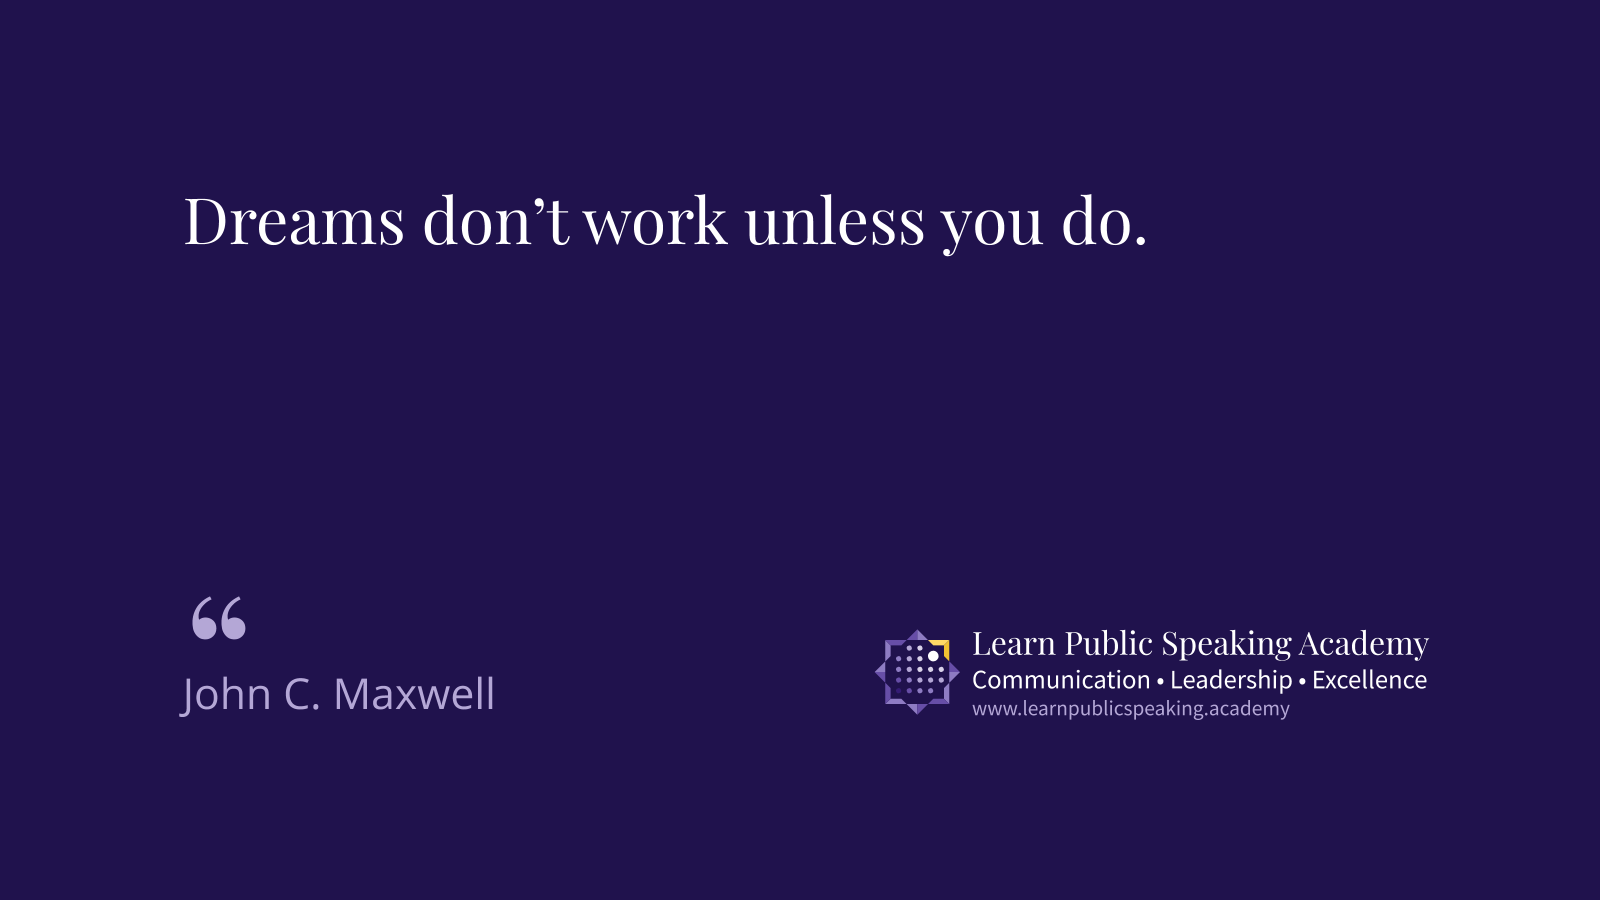 Dreams don’t work unless you do.
“
John C. Maxwell
Learn Public Speaking Academy
Communication • Leadership • Excellence
www.learnpublicspeaking.academy